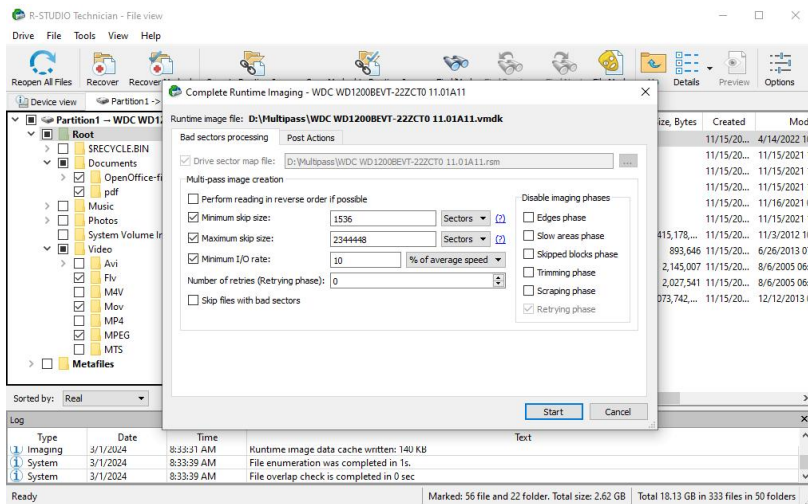 R-STUDIO Technician - File view
Drive File Tools View Help
Reopen All Files Recover Details Preview Options
Device view Partition1 ->
Complete Runtime Imaging - WDC WD1200BEVT-22ZCT0 11.01A11
Runtime image file: D:\Multipass\WDC WD1200BEVT-22ZCT0 11.01A11.vmdk
Bad sectors processing Post Actions
Drive sector map file: D:\Multipass\WDC WD1200BEVT-22ZCT0 11.01A11.rsm ...
Multi-pass image creation
Perform reading in reverse order if possible
Minimum skip size: 1536 Sectors (?)
Maximum skip size: 2344448 Sectors (?)
Minimum I/O rate: 10 % of average speed
Number of retries (Retrying phase): 0
Skip files with bad sectors
Disable imaging phases
Edges phase
Slow areas phase
Skipped blocks phase
Trimming phase
Scraping phase
Retrying phase
Start Cancel
Partition1 → WDC WD12
Root
$RECYCLE.BIN
Documents
OpenOffice-fi
pdf
Music
Photos
System Volume Ir
Video
Avi
Flv
M4V
Mov
MP4
MPEG
MTS
Metafiles
Sorted by: Real
ize, Bytes Created Mod
11/15/20... 4/14/2022 1
11/15/20... 11/15/2021
11/15/20... 11/15/2021
11/15/20... 11/15/2021
11/15/20... 11/16/2021
11/15/20... 11/15/2021
415,178,... 11/15/20... 11/3/2012 1
893,646 11/15/20... 6/26/2013 0
2,145,007 11/15/20... 8/6/2005 06:
2,027,541 11/15/20... 8/6/2005 06:
073,742,... 11/15/20... 12/12/2013
Log
Type Date Time Text
Imaging 3/1/2024 8:33:31 AM Runtime image data cache written: 140 KB
System 3/1/2024 8:33:39 AM File enumeration was completed in 1s.
System 3/1/2024 8:33:39 AM File overlap check is completed in 0 sec
Ready Marked: 56 file and 22 folder. Total size: 2.62 GB Total 18.13 GB in 333 files in 50 folders